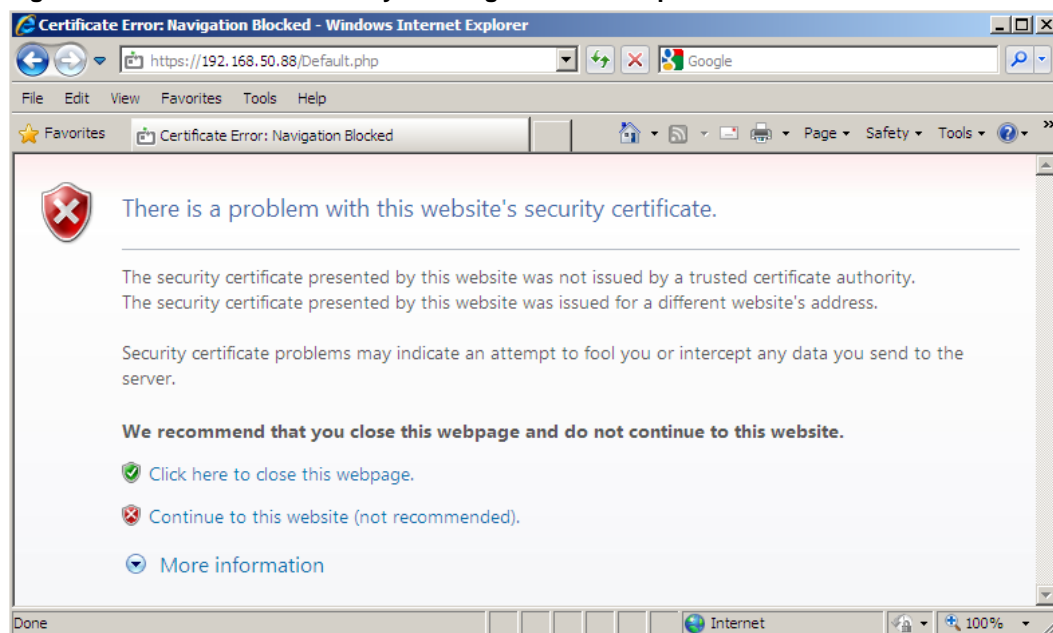 Certificate Error: Navigation Blocked - Windows Internet Explorer
https://192.168.50.88/Default.php
Google
File Edit View Favorites Tools Help
Favorites
Certificate Error: Navigation Blocked
Page Safety Tools
There is a problem with this website's security certificate.
The security certificate presented by this website was not issued by a trusted certificate authority.
The security certificate presented by this website was issued for a different website's address.
Security certificate problems may indicate an attempt to fool you or intercept any data you send to the
server.
We recommend that you close this webpage and do not continue to this website.
Click here to close this webpage.
Continue to this website (not recommended).
More information
Done
Internet
100%